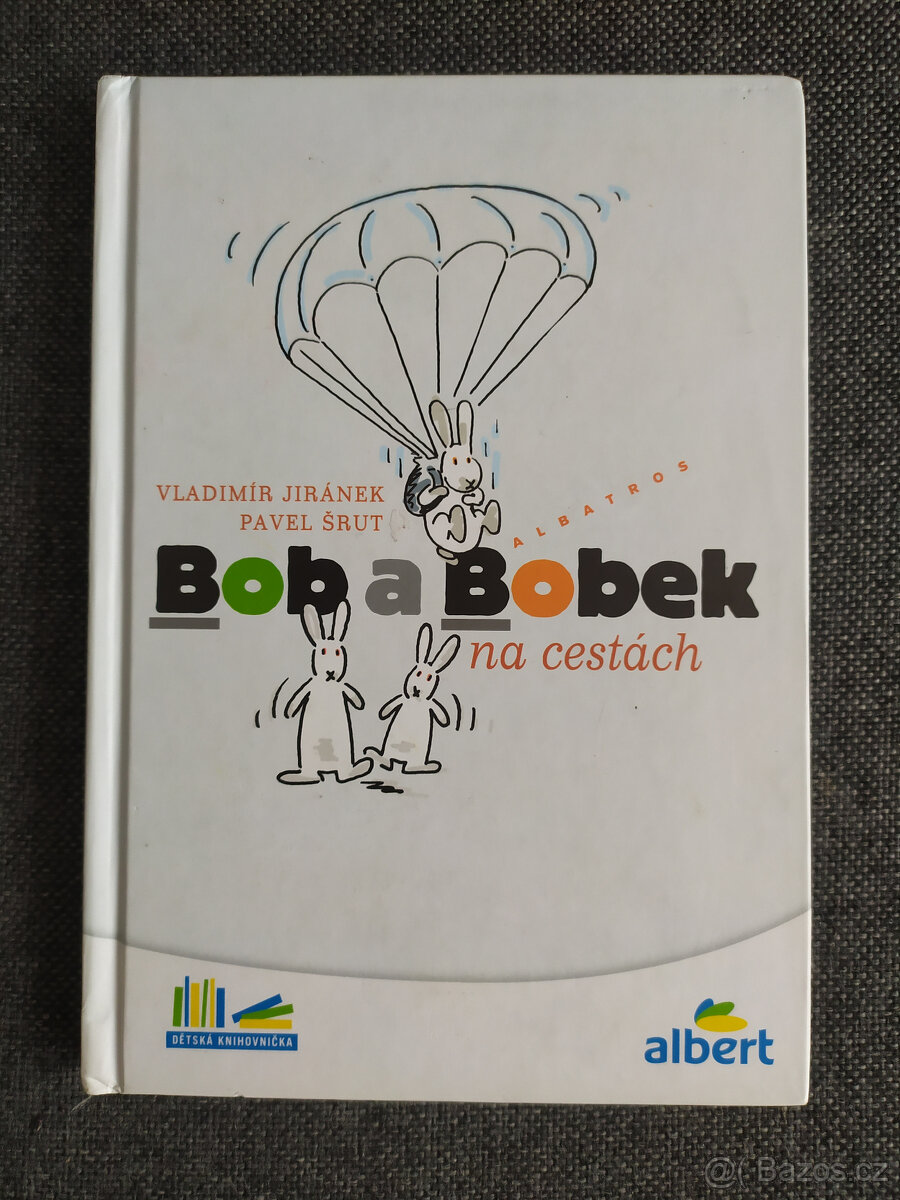 VLADIMÍR JIRÁNEK
PAVEL ŠRUT
ALBATROS
Bob a Bobek
na cestách
DĚTSKÁ KNIHOVNIČKA
albert
@( Bazos.cz